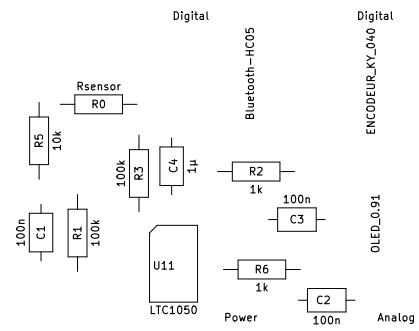 Digital
Digital
Bluetooth-HC05
ENCODEUR_KY_040
Rsensor
R0
R5
10k
100k
R3
C4
1µ
R2
1k
100n
C3
OLED_0.91
100n
C1
R1
100k
U11
LTC1050
R6
1k
Power
C2
100n
Analog